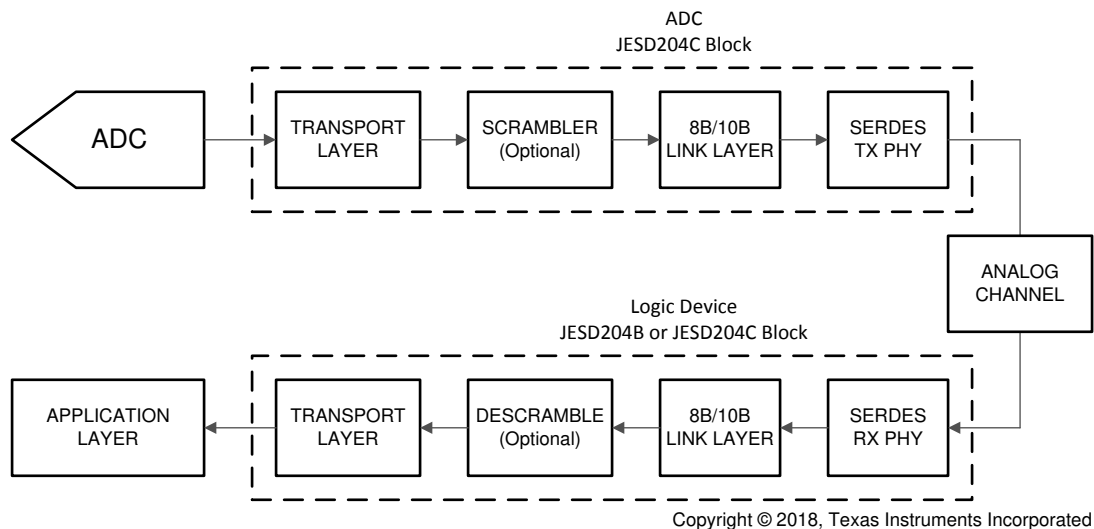 ADC
JESD204C Block
ADC
TRANSPORT
LAYER
SCRAMBLER
(Optional)
8B/10B
LINK LAYER
SERDES
TX PHY
ANALOG
CHANNEL
Logic Device
JESD204B or JESD204C Block
APPLICATION
LAYER
TRANSPORT
LAYER
DESCRAMBLE
(Optional)
8B/10B
LINK LAYER
SERDES
RX PHY
Copyright © 2018, Texas Instruments Incorporated